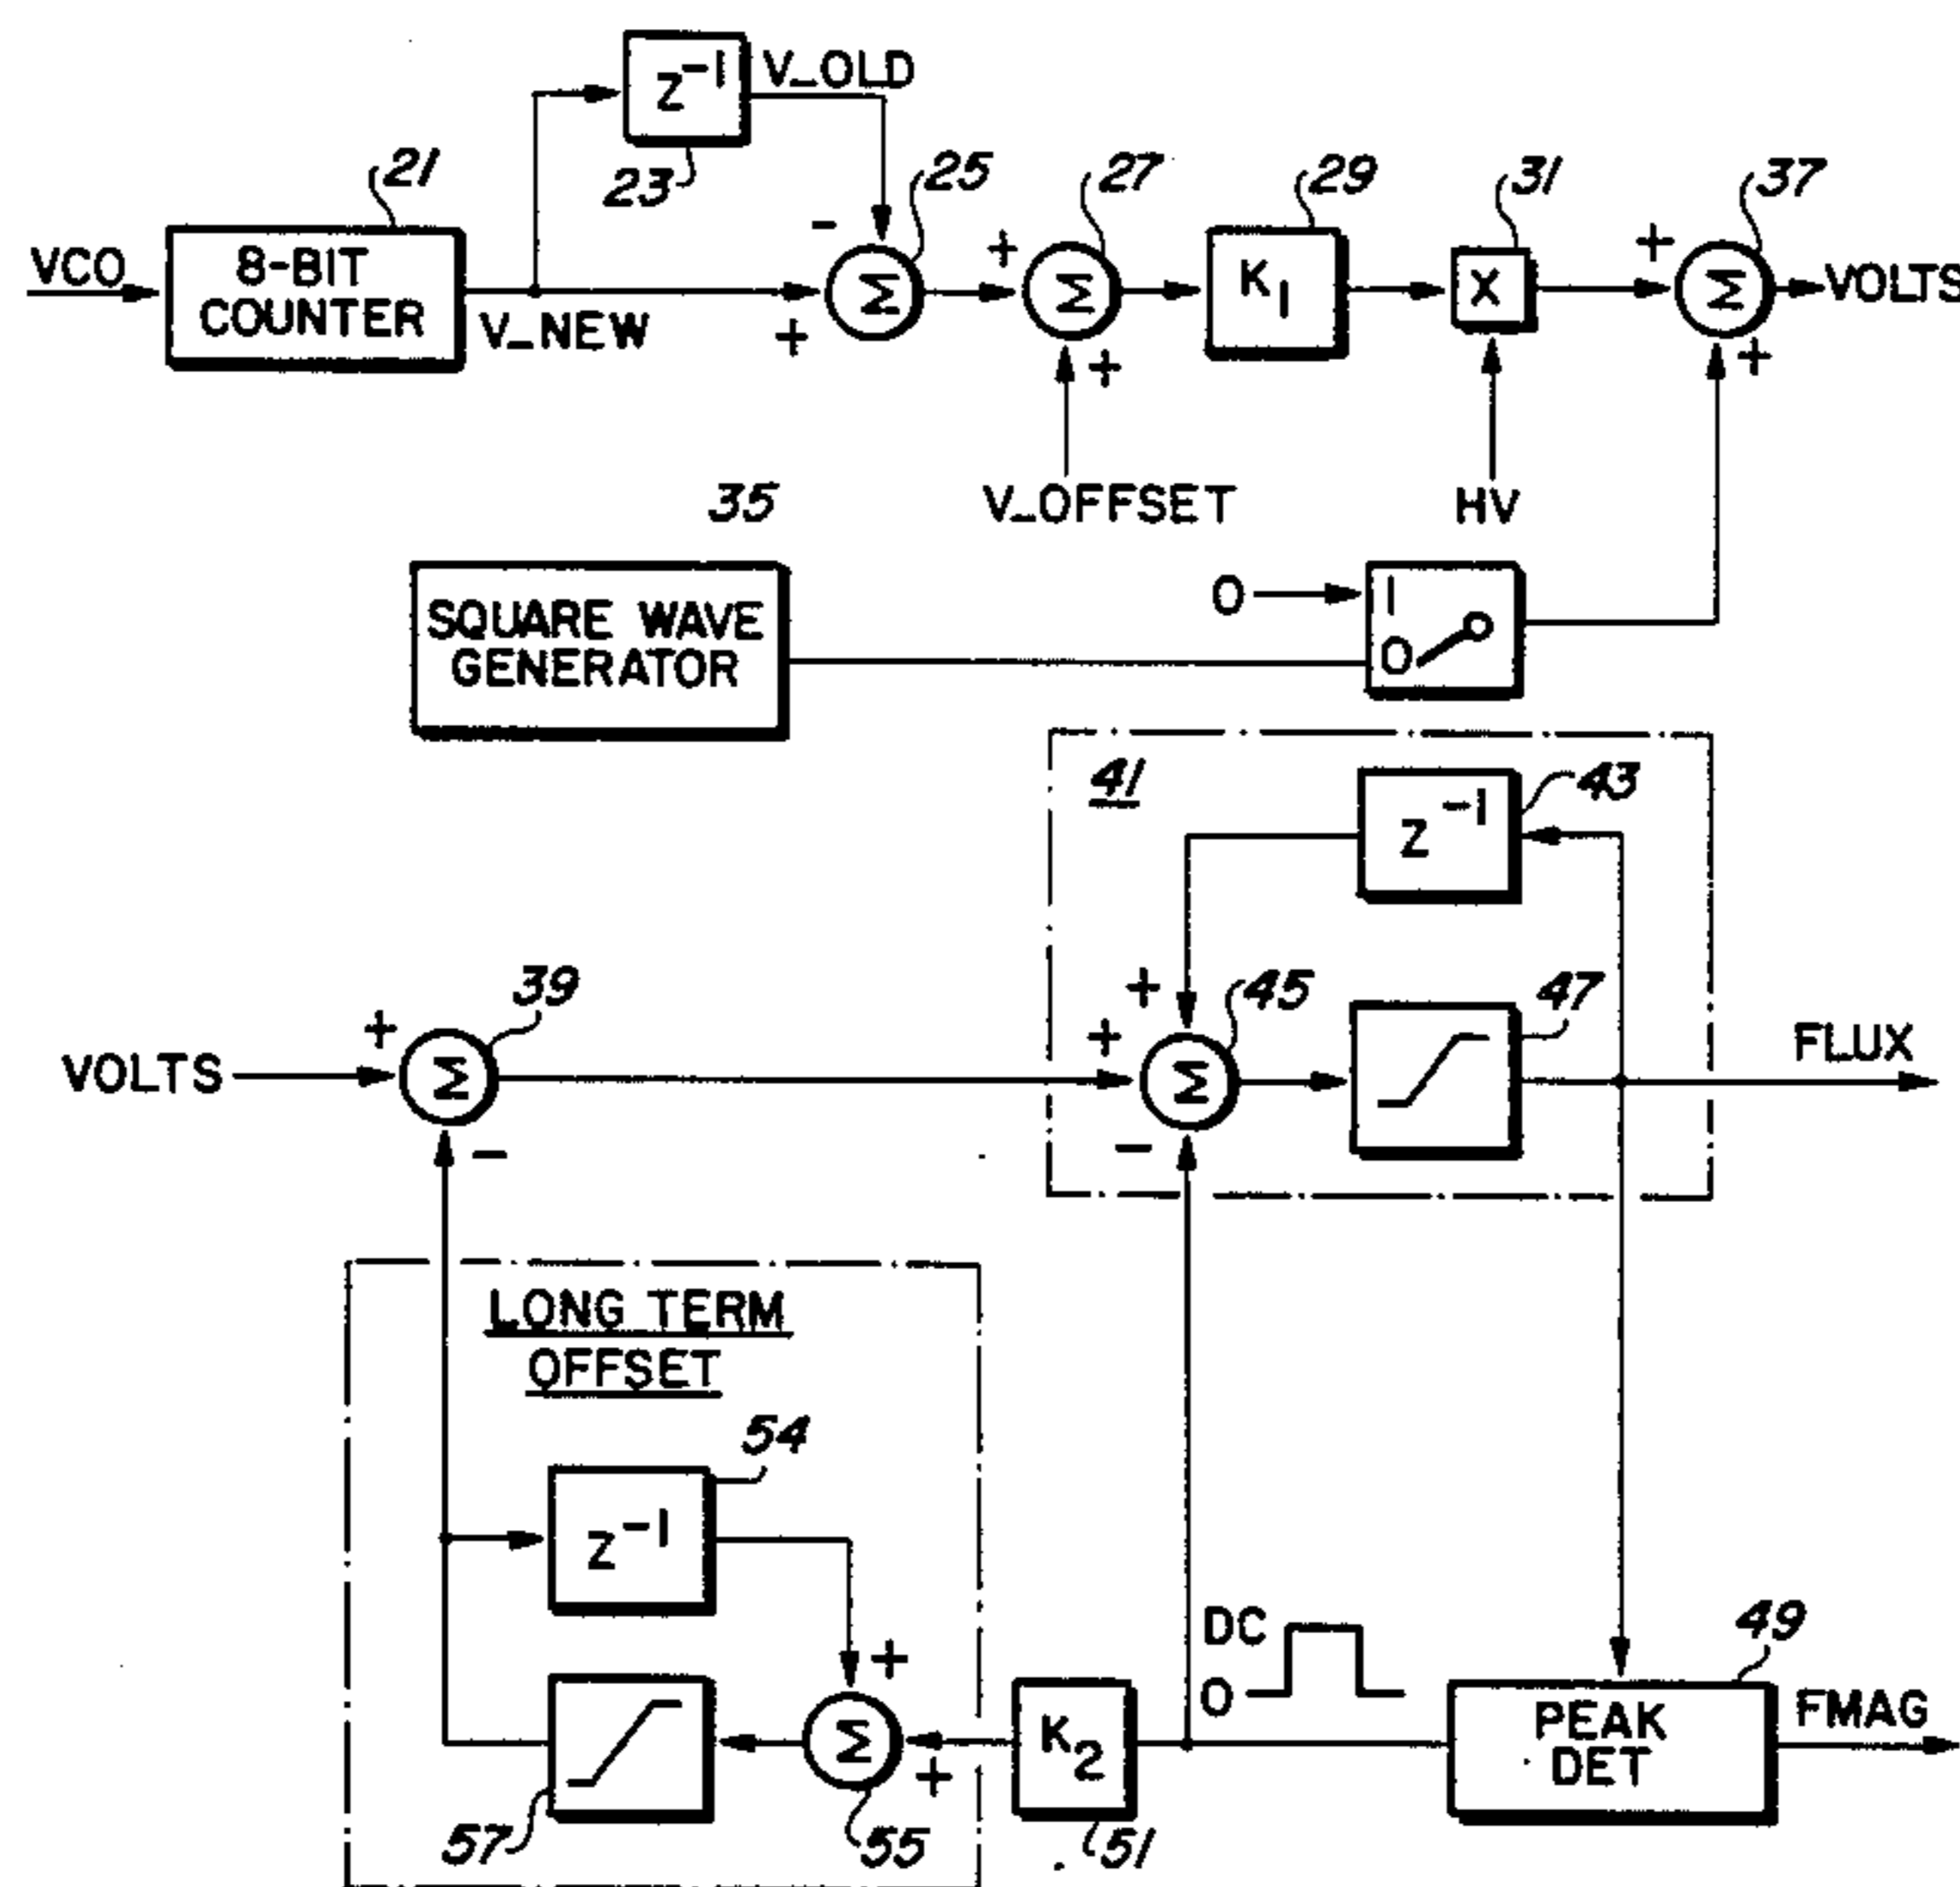 Z⁻¹ V_OLD
23
21
25
27
29
31
37
VCO
8-BIT
COUNTER
V_NEW
-
+
Σ
+
Σ
+
K₁
X
+
Σ
+
VOLTS
V_OFFSET
HV
35
SQUARE WAVE
GENERATOR
0
1
0
41
Z⁻¹
43
39
+
VOLTS
Σ
-
+
+
Σ
-
45
47
FLUX
LONG TERM
OFFSET
54
Z⁻¹
+
Σ
+
57
55
K₂
51
DC
0
49
PEAK
DET
FMAG